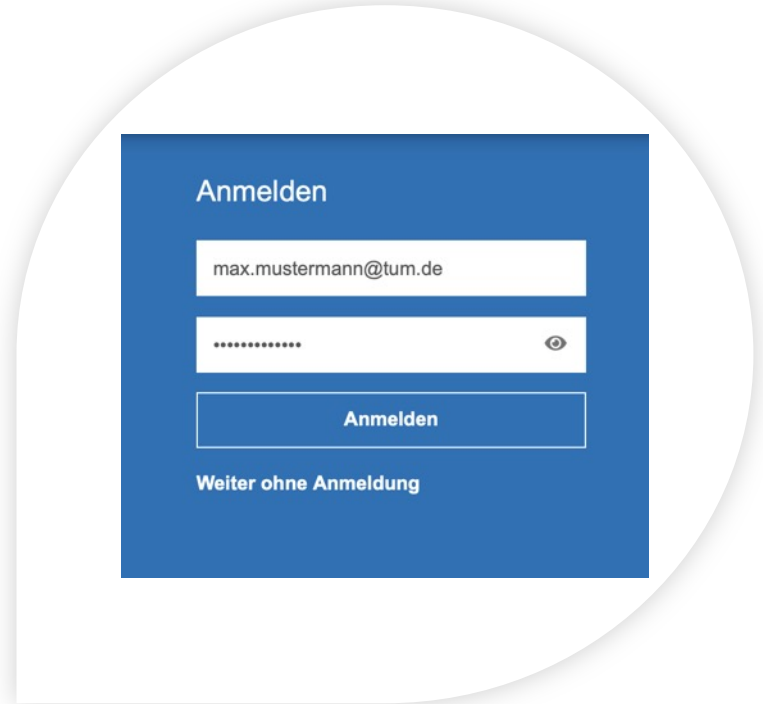 Anmelden
max.mustermann@tum.de
•••••••••••••
Anmelden
Weiter ohne Anmeldung